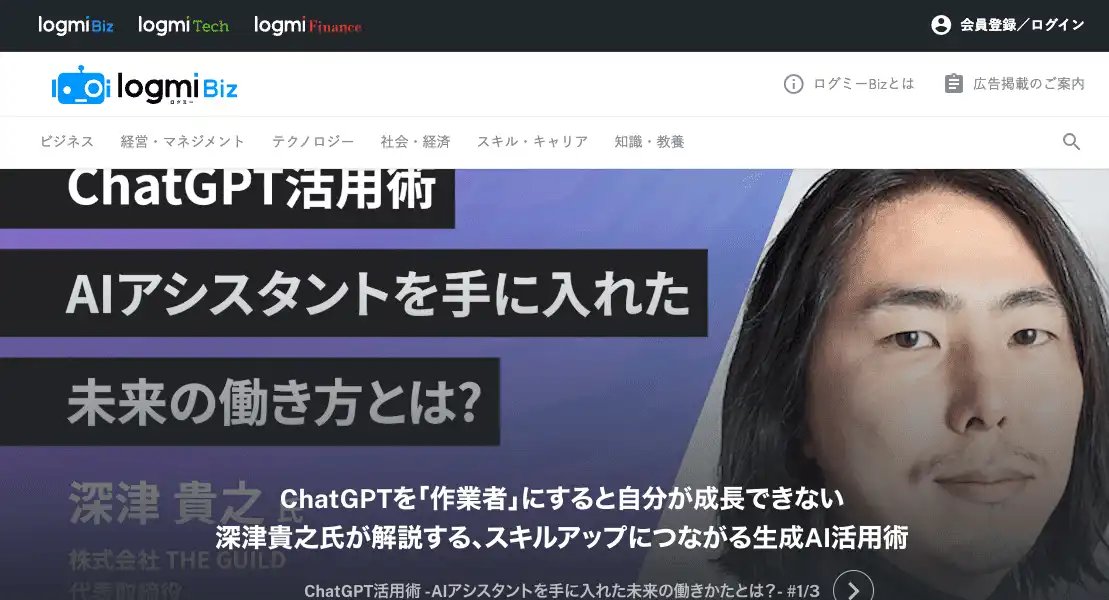 logmi Biz
logmi Tech
logmi Finance
会員登録／ログイン
logmi Biz
ログミー
ログミーBizとは
広告掲載のご案内
ビジネス
経営・マネジメント
テクノロジー
社会・経済
スキル・キャリア
知識・教養
ChatGPT活用術
AIアシスタントを手に入れた
未来の働き方とは?
深津 貴之 氏
株式会社 THE GUILD
代表取締役
ChatGPTを「作業者」にすると自分が成長できない
深津貴之氏が解説する、スキルアップにつながる生成AI活用術
ChatGPT活用術 -AIアシスタントを手に入れた未来の働きかたとは？- #1/3